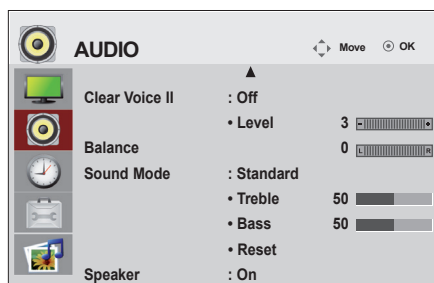 AUDIO
Move
OK
Clear Voice II : Off
• Level 3 - +
Balance 0 L R
Sound Mode : Standard
• Treble 50
• Bass 50
• Reset
Speaker : On